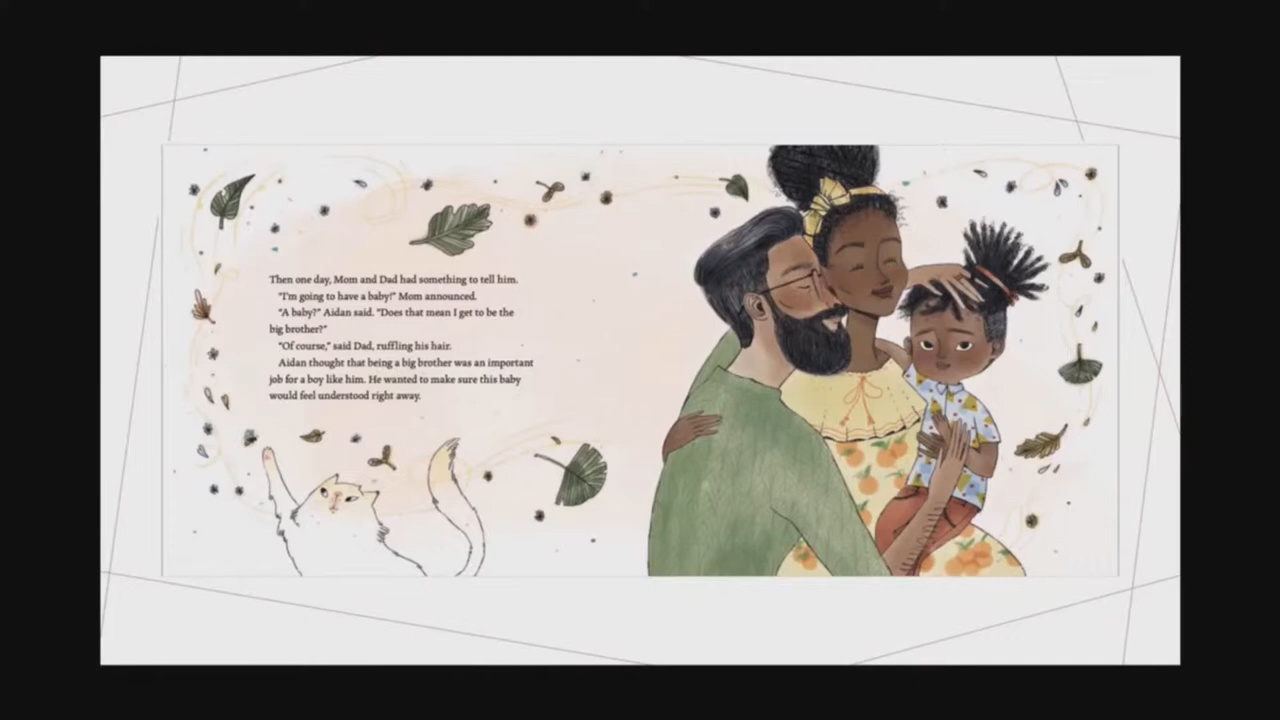 Then one day, Mom and Dad had something to tell him.
"I'm going to have a baby!" Mom announced.
"A baby?" Aidan said. "Does that mean I get to be the
big brother?"
"Of course," said Dad, ruffling his hair.
Aidan thought that being a big brother was an important
job for a boy like him. He wanted to make sure this baby
would feel understood right away.